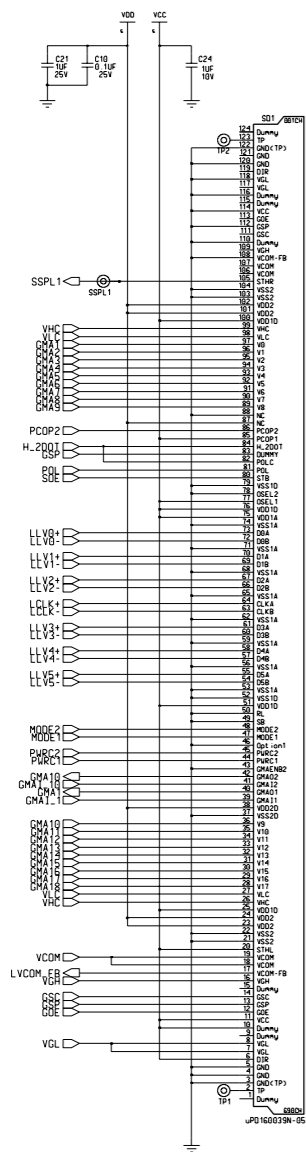 VDD VCC
C21 1UF 25V
C10 0.1UF 25V
C24 1UF 10V
SD1
124 Dummy
123 TP
TP2
122 GND(TP)
121 GND
120 GND
119 DIR
118 VGL
117 VGL
116 Dummy
115 Dummy
114 VCC
113 GOE
112 GSP
111 GSC
110 Dummy
109 VGH
108 VCOM-FB
107 VCOM
106 VCOM
SSPL1 SSPL1 105 STHR
104 VSS2
103 VSS2
102 VDD2
101 VDD2
100 VDD1D
VHC 99 VHC
VLC 98 VLC
GMA1 97 V0
GMA2 96 V1
GMA3 95 V2
GMA4 94 V3
GMA5 93 V4
GMA6 92 V5
GMA7 91 V6
GMA8 90 V7
GMA9 89 V8
88 NC
87 NC
PCOP2 86 PCOP2
85 PCOP1
H_2DOT 84 H_2DOT
GSP 83 DUMMY
82 POLC
POL 81 POL
SOE 80 STB
79 VSS1D
78 OSEL2
77 OSEL1
76 VDD1D
75 VDD1A
74 VSS1A
LLV0+ 73 D0A
LLV0- 72 D0B
71 VSS1A
LLV1+ 70 D1A
LLV1- 69 D1B
68 VSS1A
LLV2+ 67 D2A
LLV2- 66 D2B
65 VSS1A
LCLK+ 64 CLKA
LCLK- 63 CLKB
62 VSS1A
LLV3+ 61 D3A
LLV3- 60 D3B
59 VSS1A
LLV4+ 58 D4A
LLV4- 57 D4B
56 VSS1A
LLV5+ 55 D5A
LLV5- 54 D5B
53 VSS1A
52 VSS1D
51 VDD1D
50 RL
49 SB
MODE2 48 MODE2
MODE1 47 MODE1
46 Option1
PWRC2 45 PWRC2
PWRC1 44 PWRC1
43 GMAENB2
GMA10 42 GMAO2
GMAI_10 41 GMAI2
GMA1 40 GMAO1
GMAI_1 39 GMAI1
38 VDD2D
37 VSS2D
GMA10 36 V9
GMA11 35 V10
GMA12 34 V11
GMA13 33 V12
GMA14 32 V13
GMA15 31 V14
GMA16 30 V15
GMA17 29 V16
GMA18 28 V17
VLC 27 VLC
VHC 26 VHC
25 VDD1D
24 VDD2
23 VDD2
22 VSS2
21 VSS2
20 STHL
VCOM 19 VCOM
18 VCOM
LVCOM_FB 17 VCOM-FB
VGH 16 VGH
15 Dummy
GSC 14 GSC
GSP 13 GSP
GOE 12 GOE
11 VCC
10 Dummy
9 Dummy
VGL 8 VGL
7 VGL
6 DIR
5 GND
4 GND
3 GND(TP)
2 TP
TP1
1 Dummy
690CH
uPD160039N-05